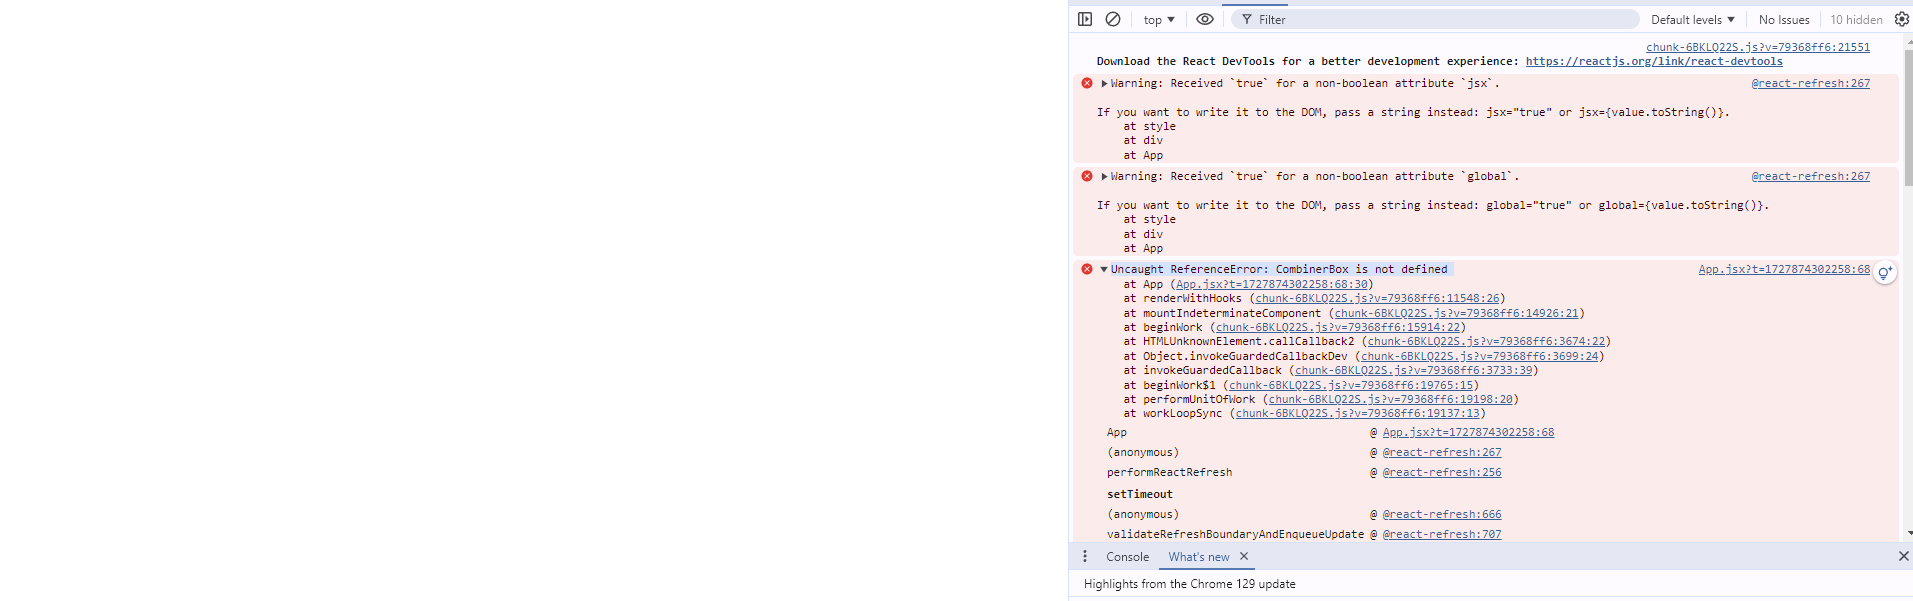 top ▼ Filter Default levels ▼ No Issues 10 hidden
chunk-6BKLQ22S.js?v=79368ff6:21551
Download the React DevTools for a better development experience: https://reactjs.org/link/react-devtools
Warning: Received `true` for a non-boolean attribute `jsx`. @react-refresh:267
If you want to write it to the DOM, pass a string instead: jsx="true" or jsx={value.toString()}.
at style
at div
at App
Warning: Received `true` for a non-boolean attribute `global`. @react-refresh:267
If you want to write it to the DOM, pass a string instead: global="true" or global={value.toString()}.
at style
at div
at App
Uncaught ReferenceError: CombinerBox is not defined App.jsx?t=1727874302258:68
at App (App.jsx?t=1727874302258:68:30)
at renderWithHooks (chunk-6BKLQ22S.js?v=79368ff6:11548:26)
at mountIndeterminateComponent (chunk-6BKLQ22S.js?v=79368ff6:14926:21)
at beginWork (chunk-6BKLQ22S.js?v=79368ff6:15914:22)
at HTMLUnknownElement.callCallback2 (chunk-6BKLQ22S.js?v=79368ff6:3674:22)
at Object.invokeGuardedCallbackDev (chunk-6BKLQ22S.js?v=79368ff6:3699:24)
at invokeGuardedCallback (chunk-6BKLQ22S.js?v=79368ff6:3733:39)
at beginWork$1 (chunk-6BKLQ22S.js?v=79368ff6:19765:15)
at performUnitOfWork (chunk-6BKLQ22S.js?v=79368ff6:19198:20)
at workLoopSync (chunk-6BKLQ22S.js?v=79368ff6:19137:13)
App @ App.jsx?t=1727874302258:68
(anonymous) @ @react-refresh:267
performReactRefresh @ @react-refresh:256
setTimeout
(anonymous) @ @react-refresh:666
validateRefreshBoundaryAndEnqueueUpdate @ @react-refresh:707
Console What's new
Highlights from the Chrome 129 update